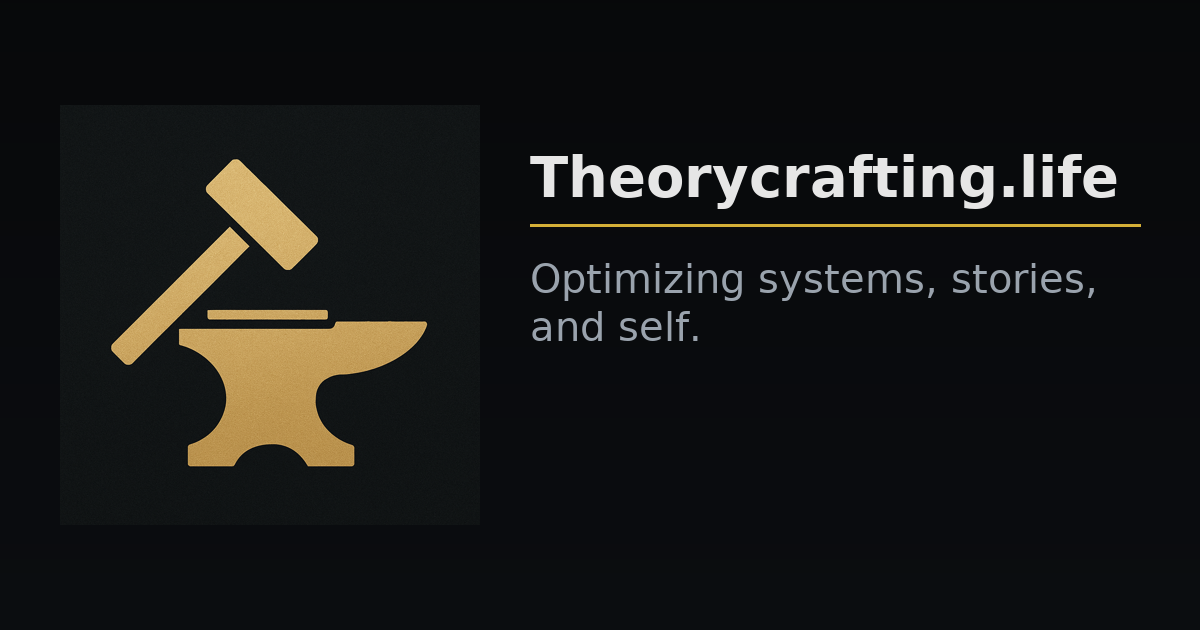 Theorycrafting.life
Optimizing systems, stories,
and self.